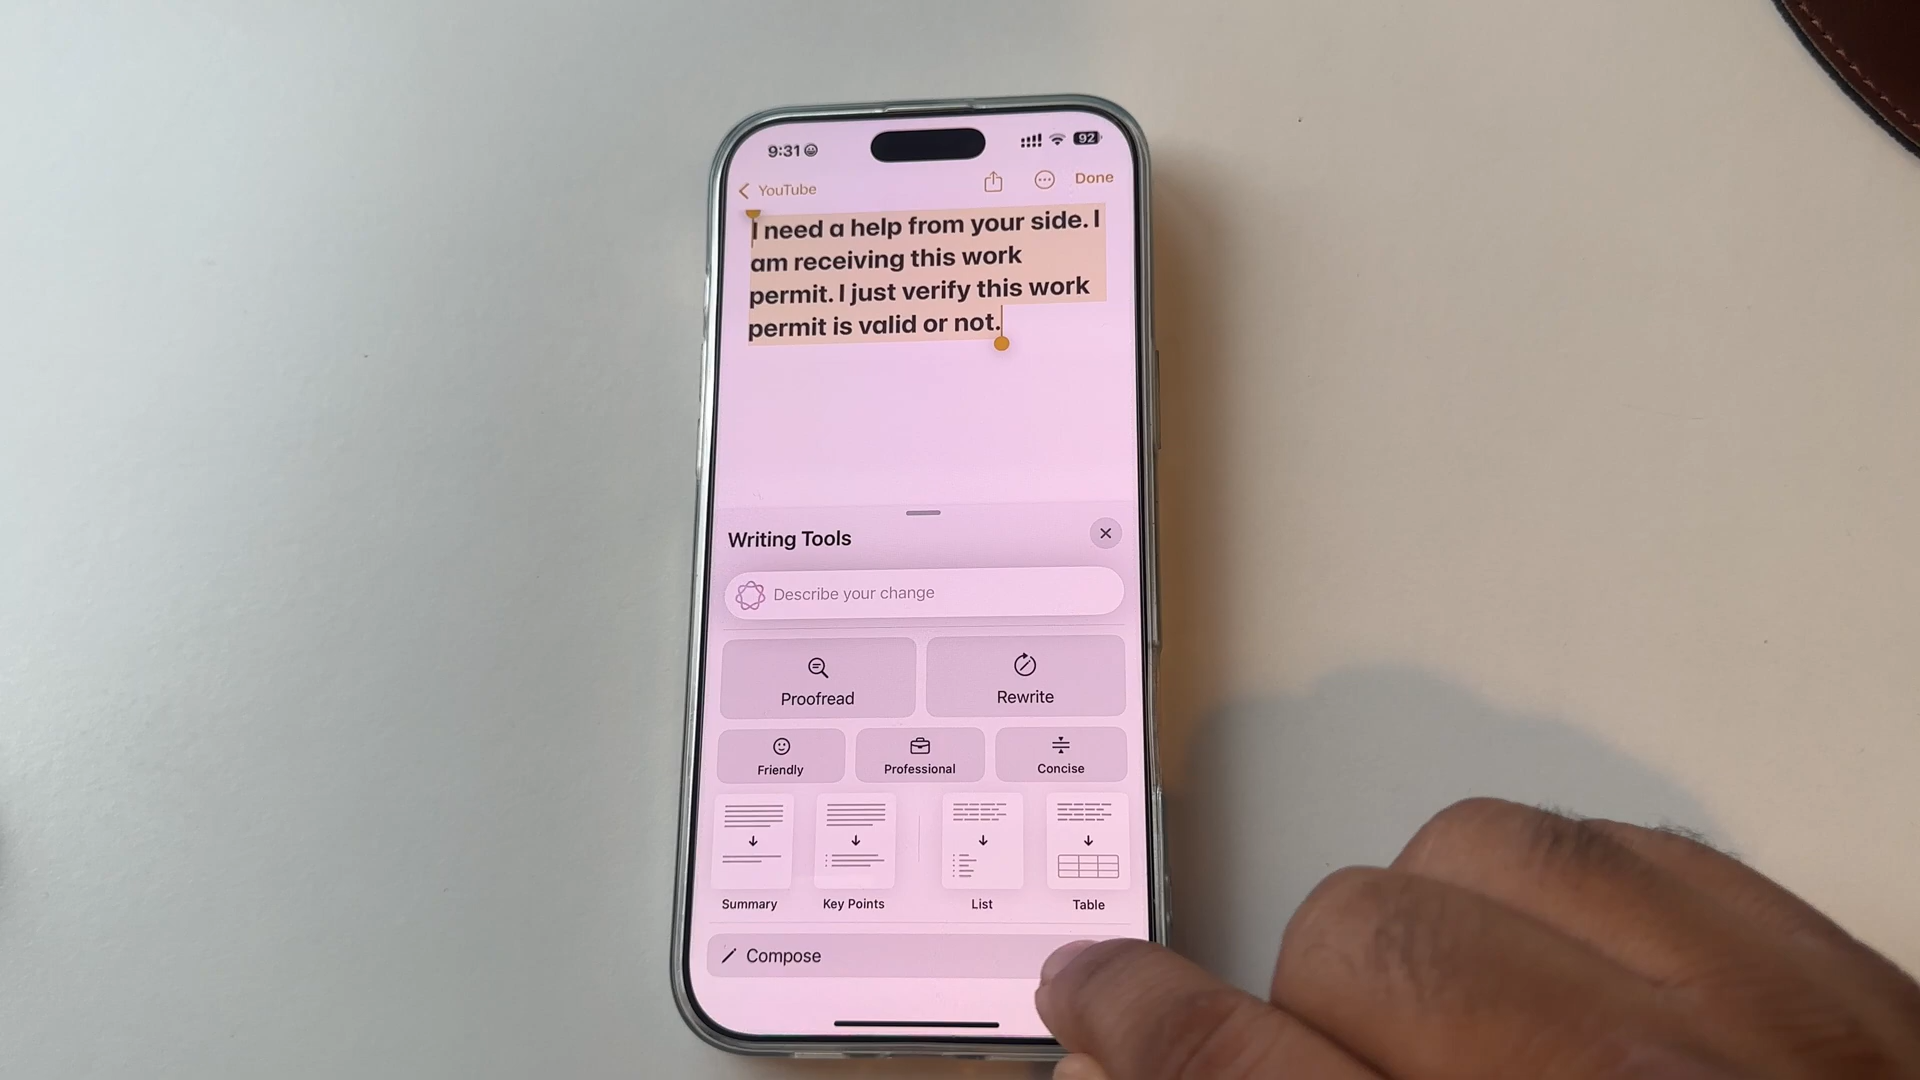 9:31
92
YouTube
Done
I need a help from your side. I
am receiving this work
permit. I just verify this work
permit is valid or not.
Writing Tools
Describe your change
Proofread
Rewrite
Friendly
Professional
Concise
Summary
Key Points
List
Table
Compose